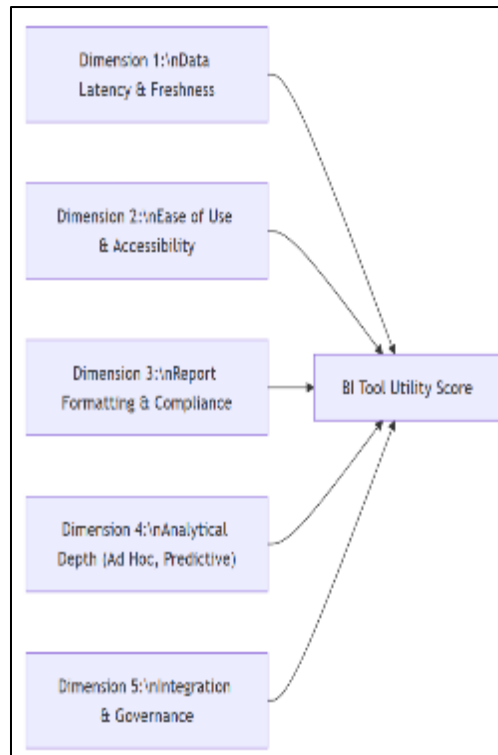 Dimension 1:\nData
Latency & Freshness
Dimension 2:\nEase of Use
& Accessibility
Dimension 3:\nReport
Formatting & Compliance
BI Tool Utility Score
Dimension 4:\nAnalytical
Depth (Ad Hoc, Predictive)
Dimension 5:\nIntegration
& Governance